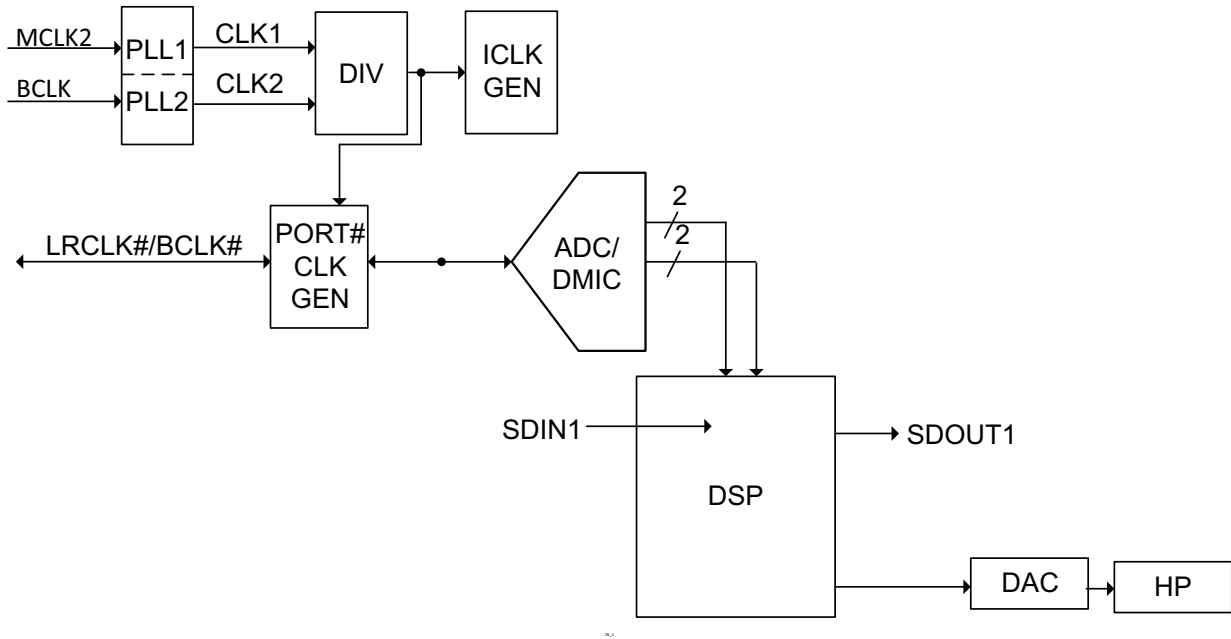 MCLK2
PLL1
CLK1
DIV
ICLK
GEN
BCLK
PLL2
CLK2
LRCLK#/BCLK#
PORT#
CLK
GEN
ADC/
DMIC
2
2
SDIN1
SDOUT1
DSP
DAC
HP